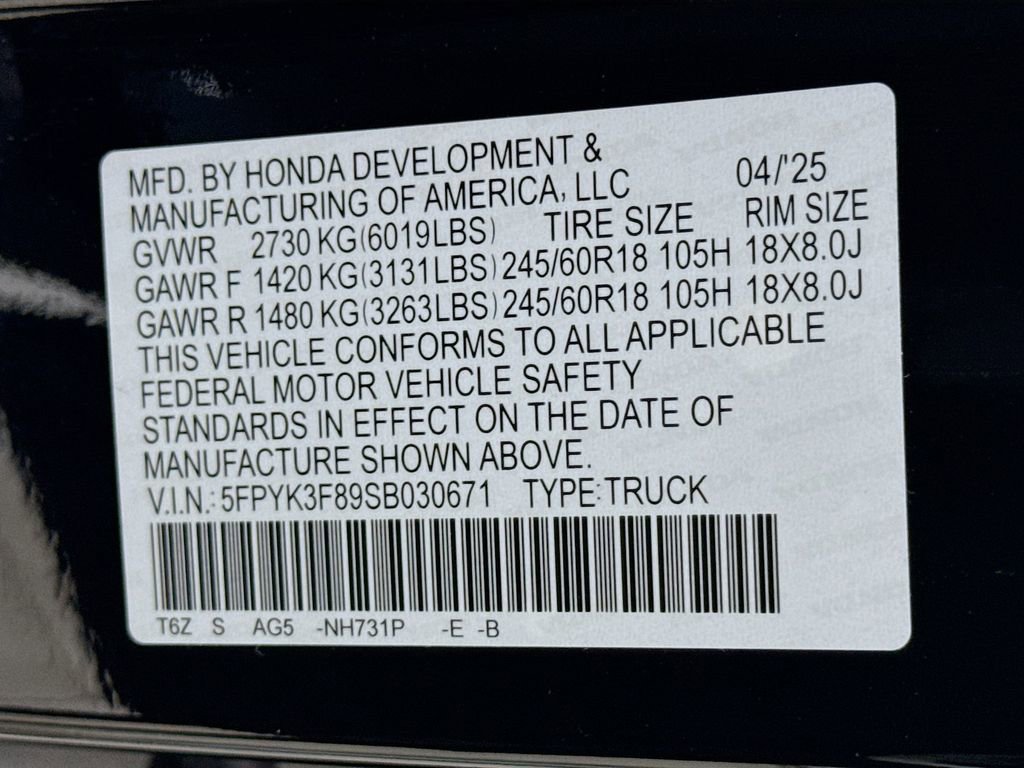 MFD. BY HONDA DEVELOPMENT &
MANUFACTURING OF AMERICA, LLC 04/'25
GVWR 2730 KG(6019LBS) TIRE SIZE RIM SIZE
GAWR F 1420 KG(3131LBS) 245/60R18 105H 18X8.0J
GAWR R 1480 KG(3263LBS) 245/60R18 105H 18X8.0J
THIS VEHICLE CONFORMS TO ALL APPLICABLE
FEDERAL MOTOR VEHICLE SAFETY
STANDARDS IN EFFECT ON THE DATE OF
MANUFACTURE SHOWN ABOVE.
V.I.N.: 5FPYK3F89SB030671 TYPE:TRUCK
T6Z S AG5 -NH731P -E -B